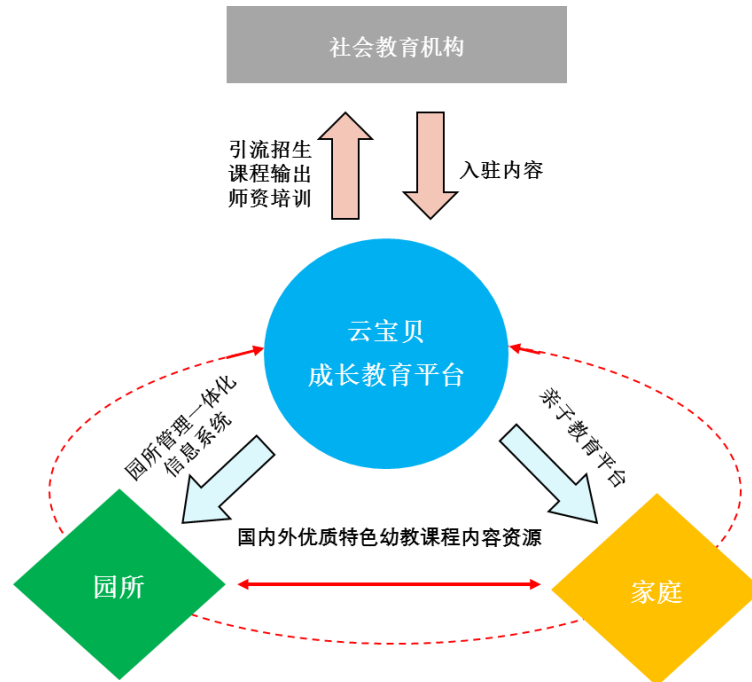 社会教育机构
引流招生
课程输出
师资培训
入驻内容
云宝贝
成长教育平台
园所管理一体化
信息系统
亲子教育平台
国内外优质特色幼教课程内容资源
园所
家庭